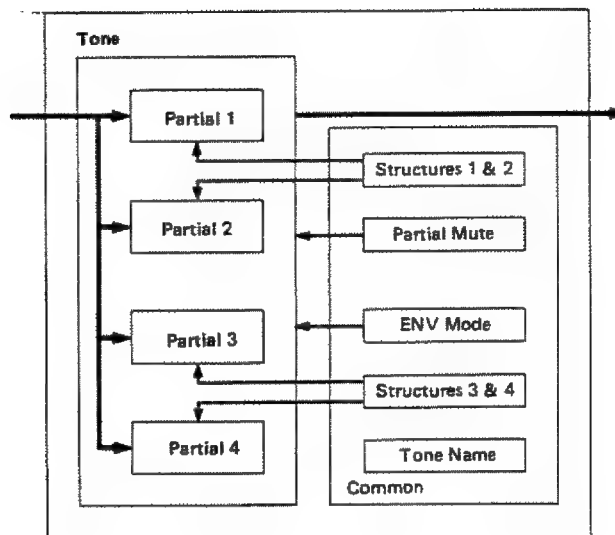 Tone
Partial 1
Structures 1 & 2
Partial 2
Partial Mute
Partial 3
ENV Mode
Structures 3 & 4
Partial 4
Tone Name
Common